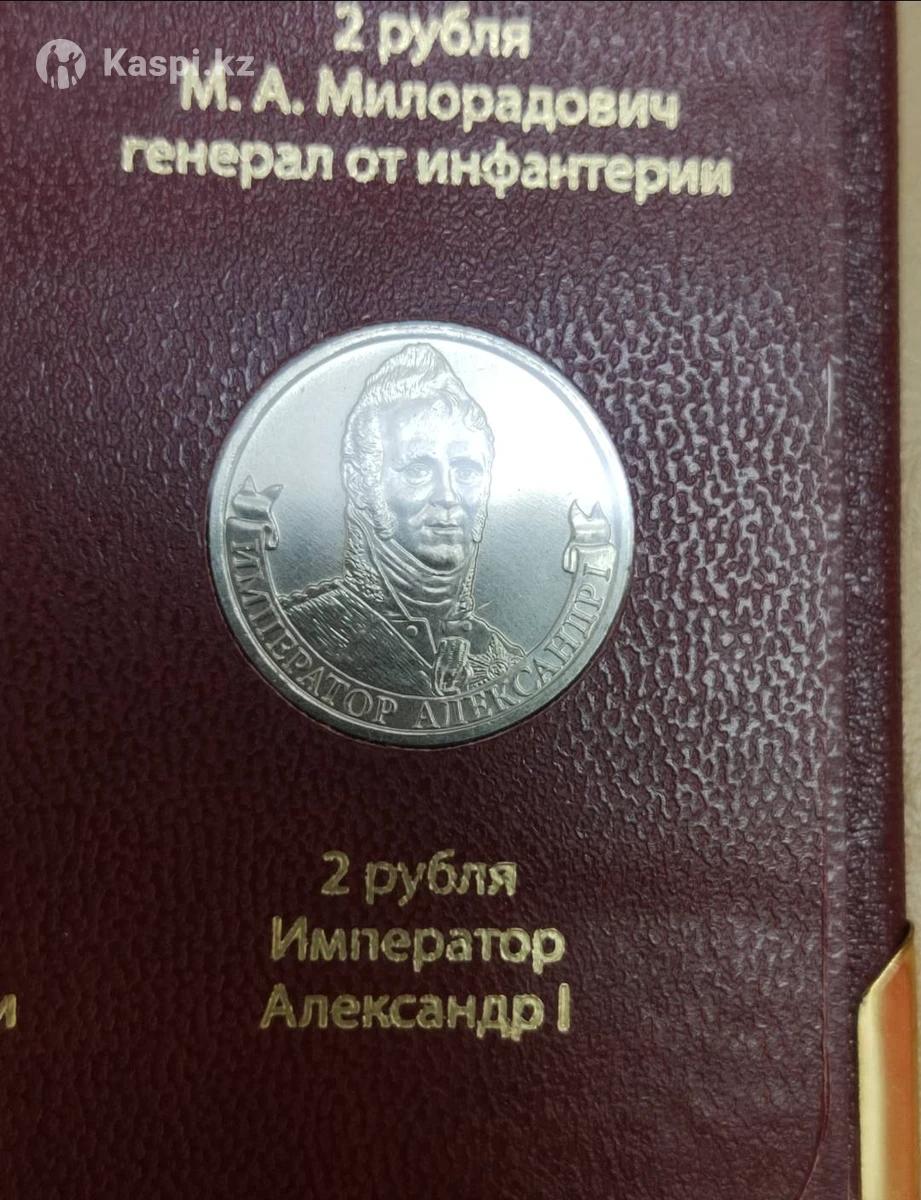 2 рубля
Kaspi.kz
М. А. Милорадович
генерал от инфантерии
ИМПЕРАТОР АЛЕКСАНДР I
2 рубля
Император
Александр I
и